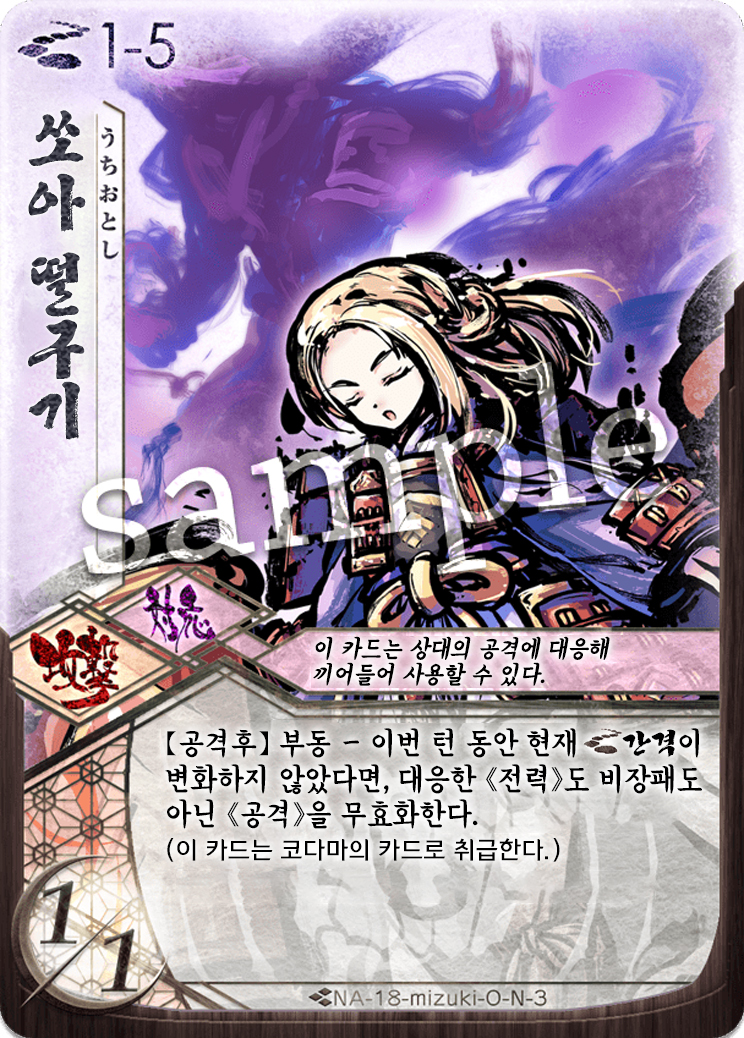 1-5
쏘아 떨구기
うちおとし
sample
対応
攻撃
이 카드는 상대의 공격에 대응해
끼어들어 사용할 수 있다.
【공격후】 부동 - 이번 턴 동안 현재 간격이
변화하지 않았다면, 대응한 《전력》도 비장패도
아닌 《공격》을 무효화한다.
(이 카드는 코다마의 카드로 취급한다.)
1/1
NA-18-mizuki-O-N-3